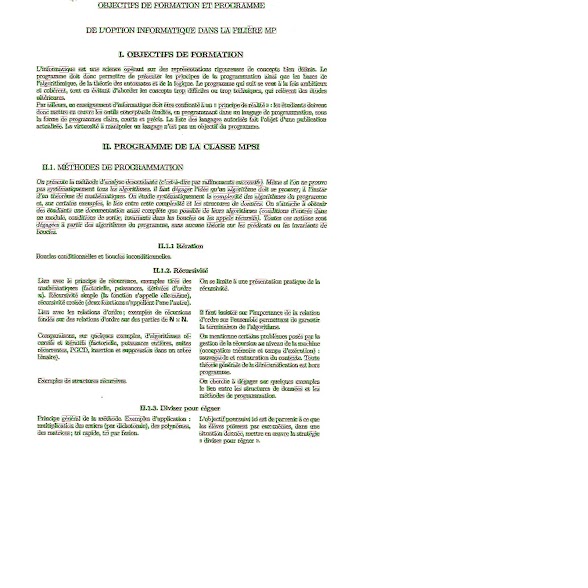 OBJECTIFS DE FORMATION ET PROGRAMME
DE L'OPTION INFORMATIQUE DANS LA FILIÈRE MP
I. OBJECTIFS DE FORMATION
L'informatique est une science opérant sur des représentations rigoureuses de concepts bien définis. Le
programme doit donc permettre de présenter les principes de la programmation ainsi que les bases de
l'algorithmique, de la théorie des automates et de la logique. Le programme qui suit se veut à la fois ambitieux
et cohérent, tout en évitant d'aborder les concepts trop difficiles ou trop techniques, qui relèvent des études
ultérieures.
Par ailleurs, un enseignement d'informatique doit être confronté à un « principe de réalité » : les étudiants doivent
donc mettre en œuvre les outils conceptuels étudiés, en programmant dans un langage de programmation, sous
la forme de programmes clairs, courts et précis. La liste des langages autorisés fait l'objet d'une publication
actualisée. La virtuosité à manipuler un langage n'est pas un objectif du programme.
II. PROGRAMME DE LA CLASSE MPSI
II.1. MÉTHODES DE PROGRAMMATION
On présente la méthode d'analyse descendante (c'est-à-dire par raffinements successifs). Même si l'on ne prouve
pas systématiquement tous les algorithmes, il faut dégager l'idée qu'un algorithme doit se prouver, à l'instar
d'un théorème de mathématiques. On étudie systématiquement la complexité des algorithmes du programme
et, sur certains exemples, le lien entre cette complexité et les structures de données. On s'attache à obtenir
des étudiants une documentation aussi complète que possible de leurs algorithmes (conditions d'entrée dans
un module, conditions de sortie, invariants dans les boucles ou les appels récursifs). Toutes ces notions sont
dégagées à partir des algorithmes du programme, sans aucune théorie sur les prédicats ou les invariants de
boucles.
II.1.1 Itération
Boucles conditionnelles et boucles inconditionnelles.
II.1.2. Récursivité
Lien avec le principe de récurrence, exemples tirés des
mathématiques (factorielle, puissances, dérivées d'ordre
n). Récursivité simple (la fonction s'appelle elle-même),
récursivité croisée (deux fonctions s'appellent l'une l'autre).
On se limite à une présentation pratique de la
récursivité.
Lien avec les relations d'ordre ; exemples de récursions
fondés sur des relations d'ordre sur des parties de N × N.
Il faut insister sur l'importance de la relation
d'ordre sur l'ensemble permettant de garantir
la terminaison de l'algorithme.
Comparaisons, sur quelques exemples, d'algorithmes ré-
cursifs et itératifs (factorielle, puissances entières, suites
récurrentes, PGCD, insertion et suppression dans un arbre
binaire).
On mentionne certains problèmes posés par la
gestion de la récursion au niveau de la machine
(occupation mémoire et temps d'exécution) :
sauvegarde et restauration du contexte. Toute
théorie générale de la dérécursification est hors
programme.
Exemples de structures récursives.
On cherche à dégager sur quelques exemples
le lien entre les structures de données et les
méthodes de programmation.
II.1.3. Diviser pour régner
Principe général de la méthode. Exemples d'application :
multiplication des entiers (par dichotomie), des polynômes,
des matrices ; tri rapide, tri par fusion.
L'objectif poursuivi ici est de parvenir à ce que
les élèves puissent par eux-mêmes, dans une
situation donnée, mettre en œuvre la stratégie
« diviser pour régner ».